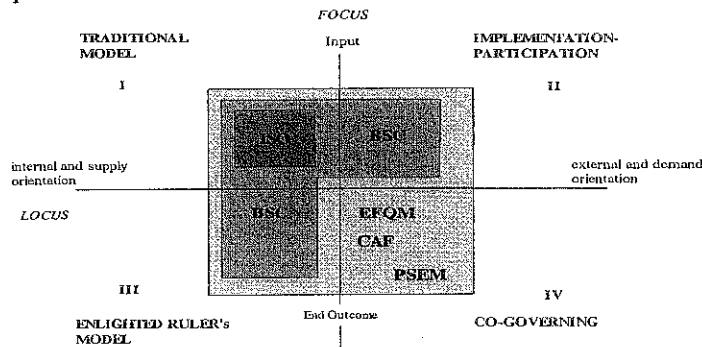 FOCUS
TRADITIONAL
MODEL
Input
IMPLEMENTATION-
PARTICIPATION
I
II
BSC
internal and supply
orientation
external and demand
orientation
LOCUS
BSC
EFQM
CAF
PSEM
III
IV
End Outcome
ENLIGHTED RULER's
MODEL
CO-GOVERNING